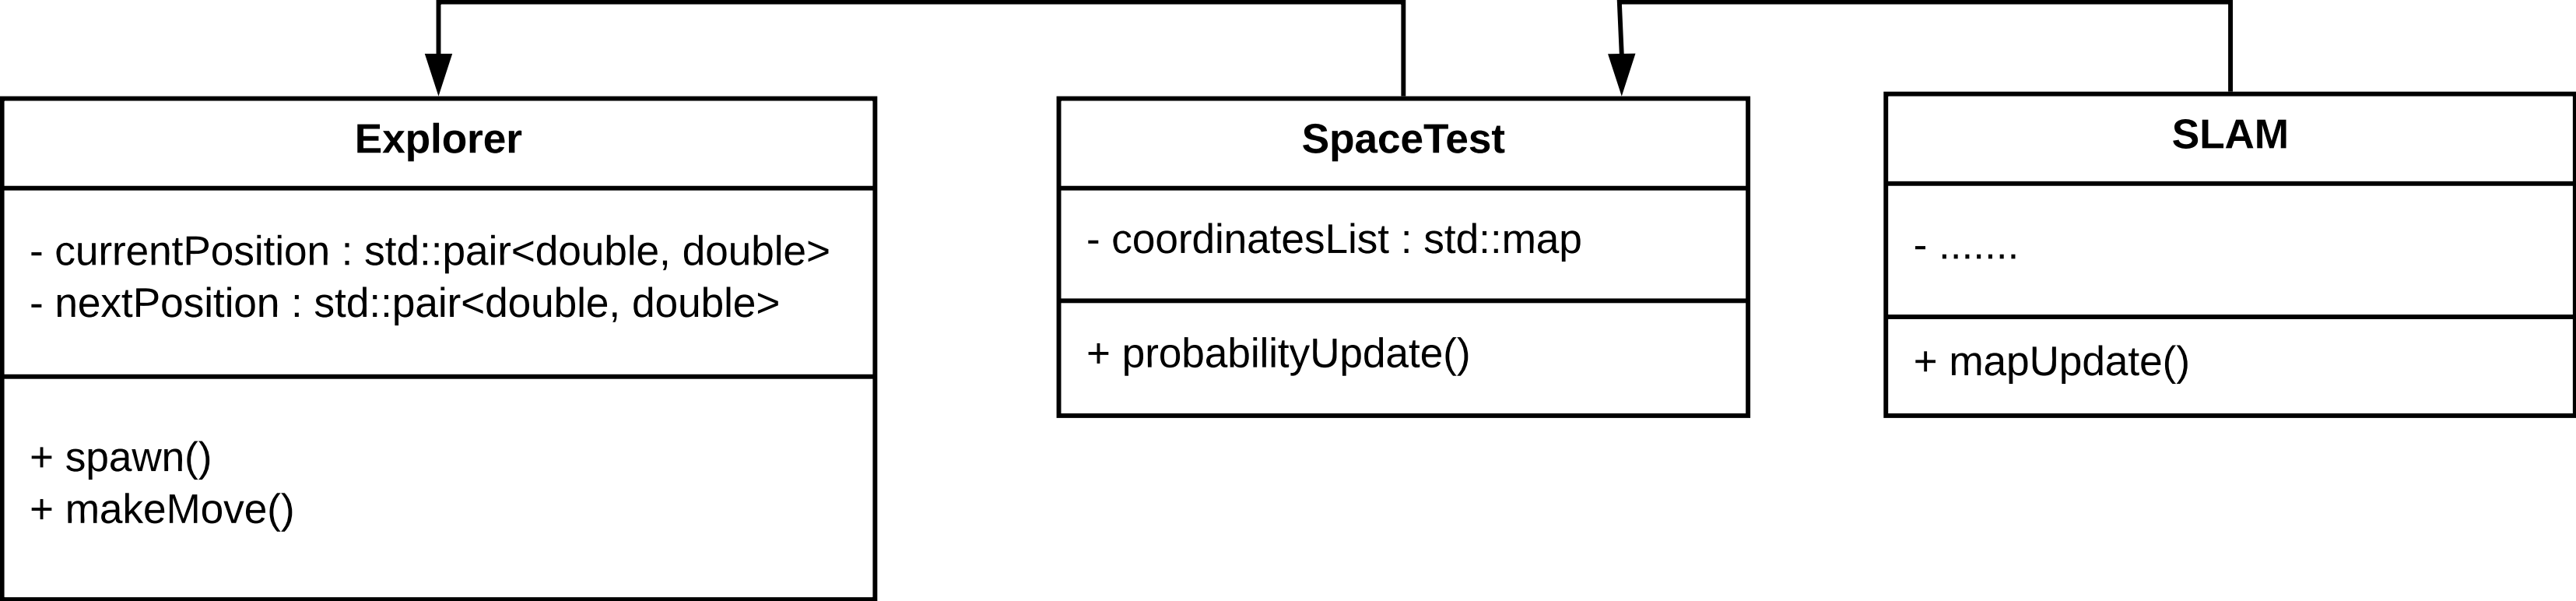 Explorer
- currentPosition : std::pair<double, double>
- nextPosition : std::pair<double, double>
+ spawn()
+ makeMove()
SpaceTest
- coordinatesList : std::map
+ probabilityUpdate()
SLAM
- .......
+ mapUpdate()